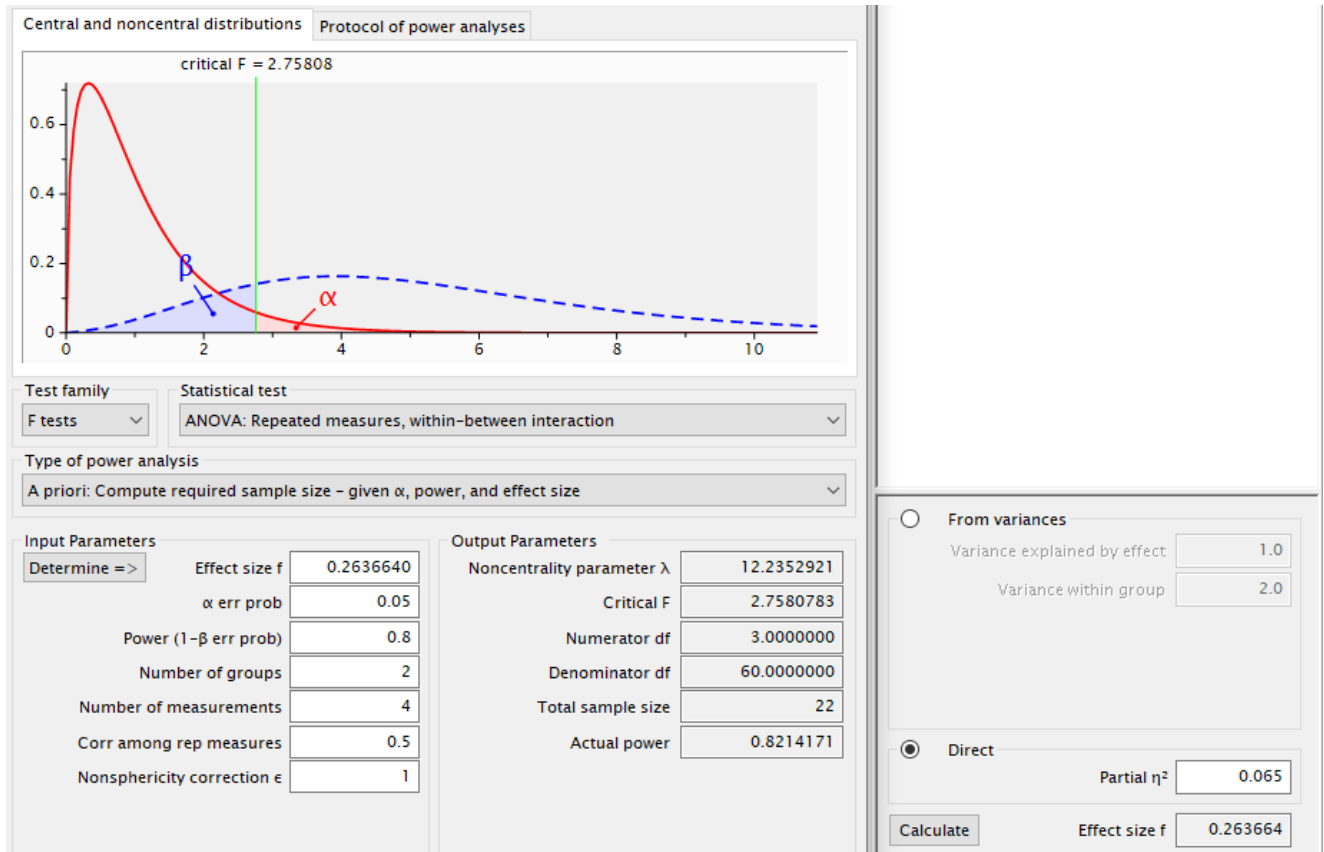 Central and noncentral distributions
Protocol of power analyses
critical F = 2.75808
0.6
0.4
0.2
0
β
α
0 2 4 6 8 10
Test family
Statistical test
F tests
ANOVA: Repeated measures, within-between interaction
Type of power analysis
A priori: Compute required sample size - given α, power, and effect size
Input Parameters
Determine =>
Effect size f 0.2636640
α err prob 0.05
Power (1-β err prob) 0.8
Number of groups 2
Number of measurements 4
Corr among rep measures 0.5
Nonsphericity correction ϵ 1
Output Parameters
Noncentrality parameter λ 12.2352921
Critical F 2.7580783
Numerator df 3.0000000
Denominator df 60.0000000
Total sample size 22
Actual power 0.8214171
From variances
Variance explained by effect 1.0
Variance within group 2.0
Direct
Partial η² 0.065
Calculate
Effect size f 0.263664